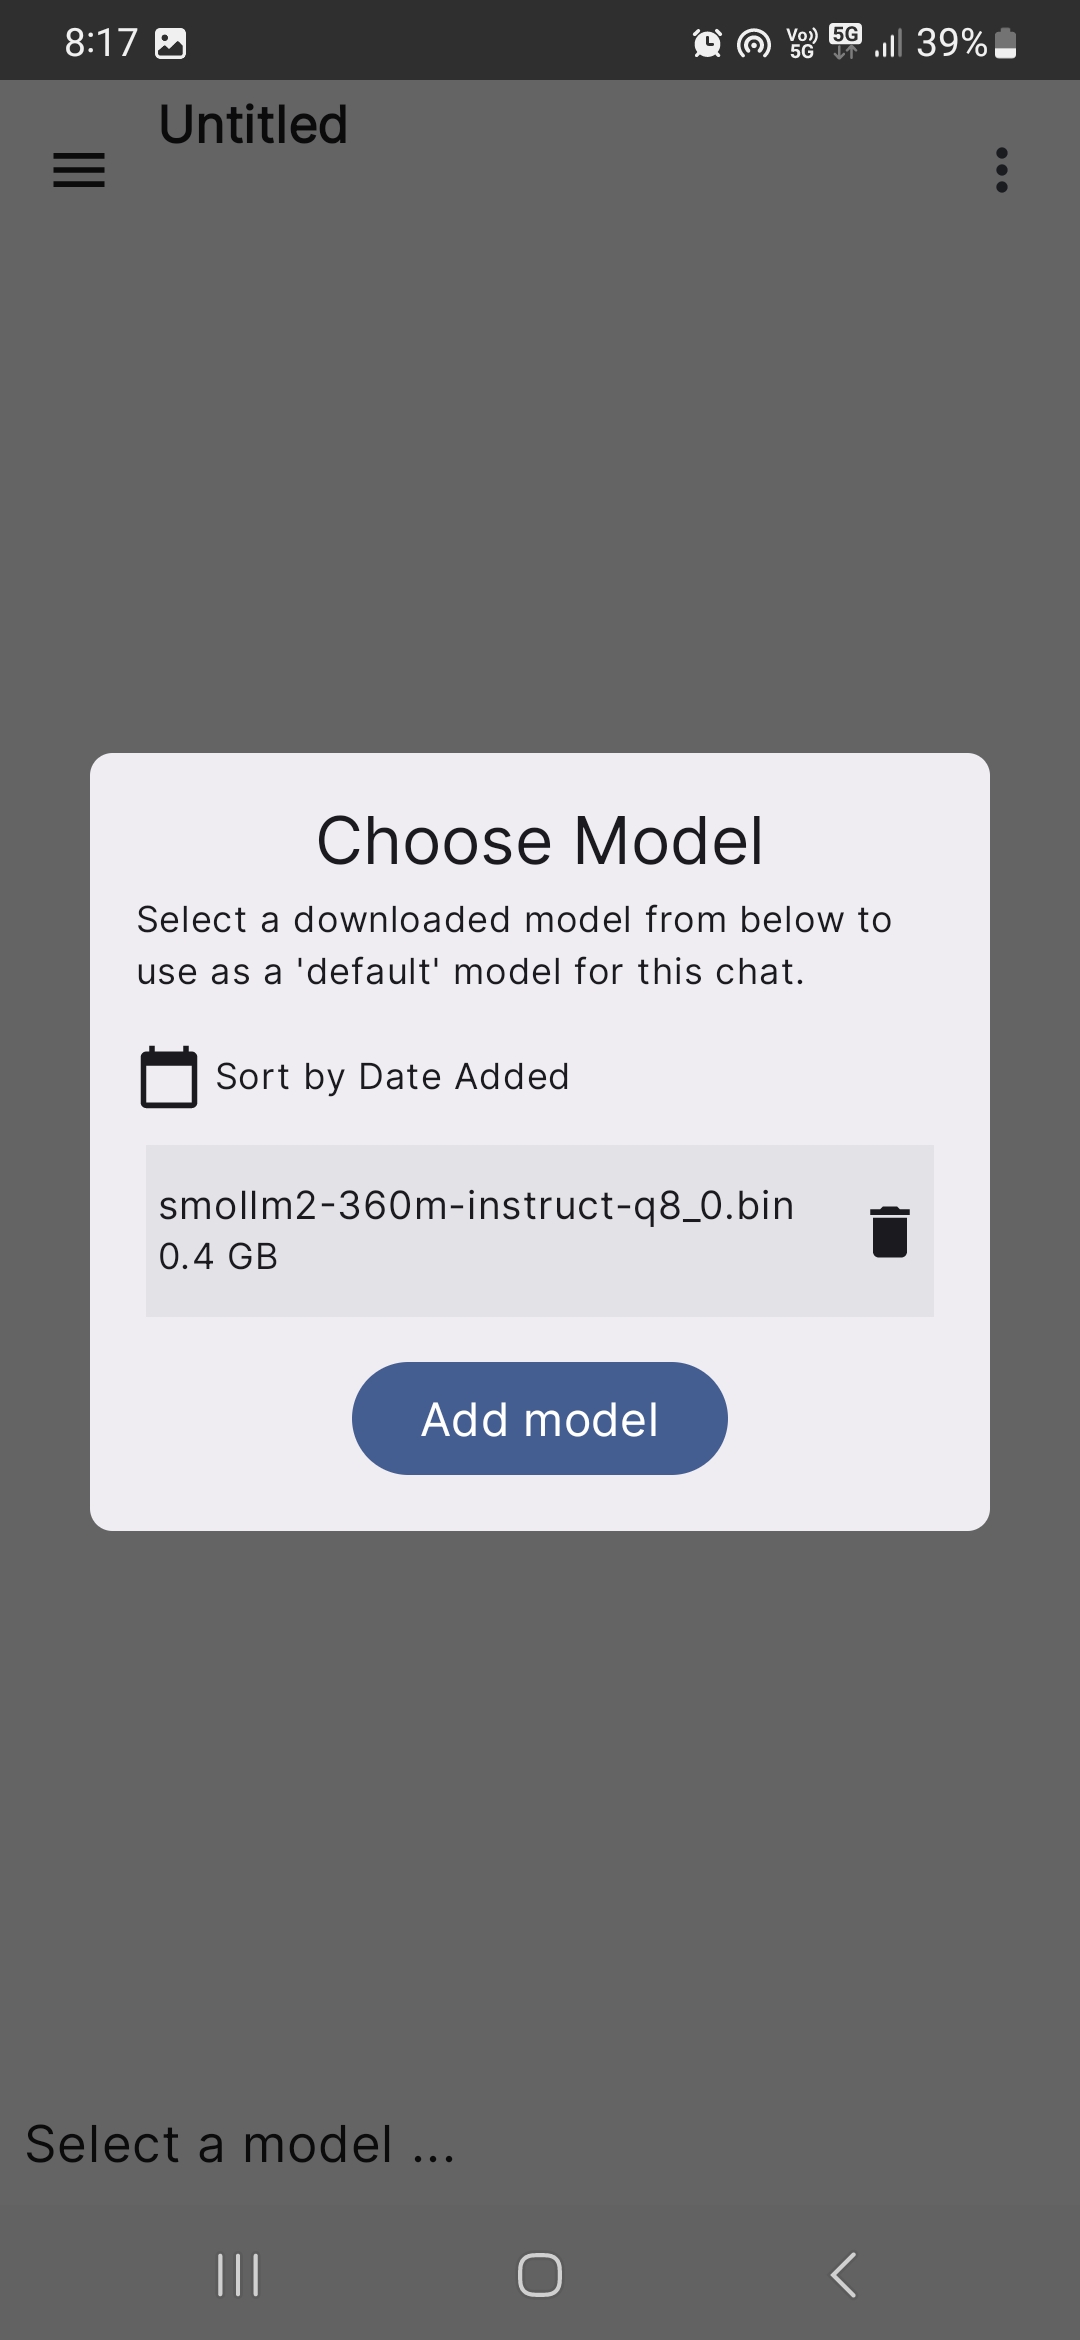 8:17
Vo)) 5G 5G 39%
Untitled
Choose Model
Select a downloaded model from below to
use as a 'default' model for this chat.
Sort by Date Added
smollm2-360m-instruct-q8_0.bin
0.4 GB
Add model
Select a model ...